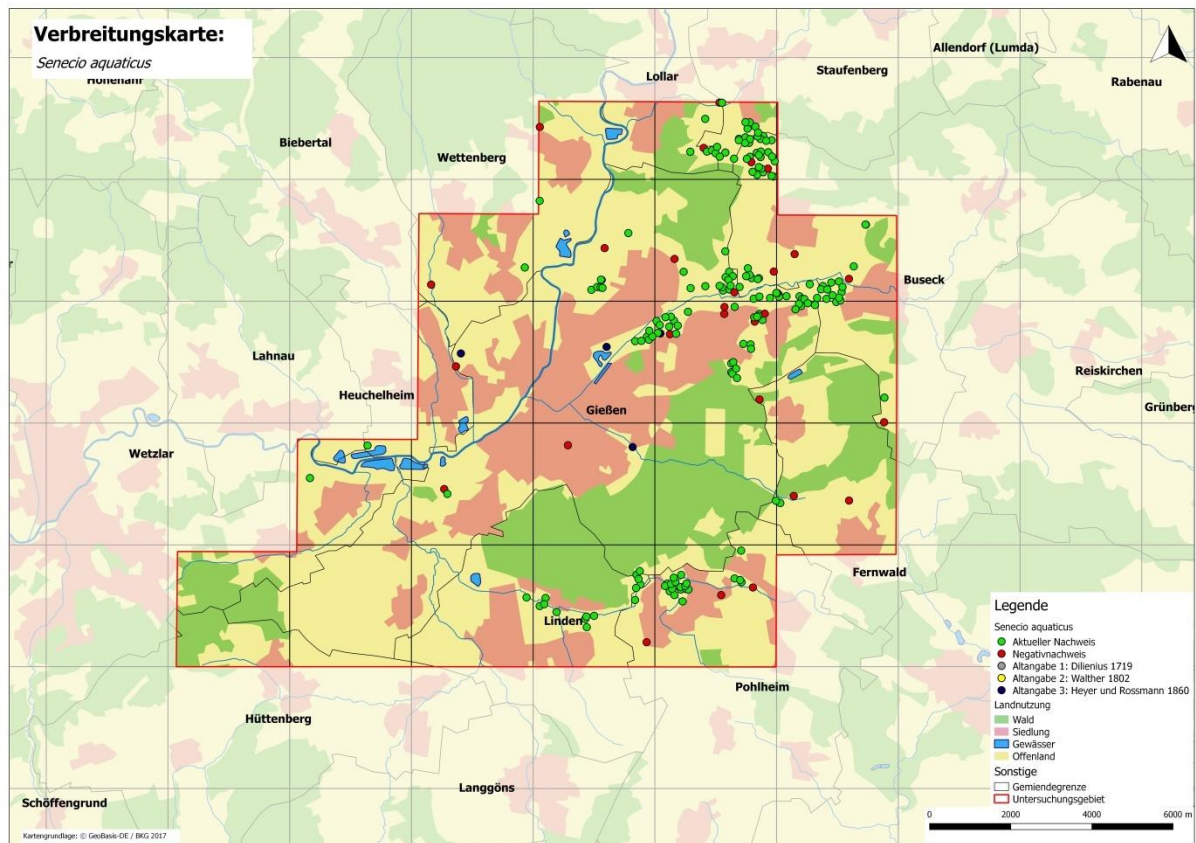 Verbreitungskarte:
Senecio aquaticus
Hohenahr
Allendorf (Lumda)
Staufenberg
Lollar
Rabenau
Biebertal
Wettenberg
Buseck
Lahnau
Heuchelheim
Reiskirchen
Grünberg
Gießen
Wetzlar
Fernwald
Linden
Pohlheim
Hüttenberg
Langgöns
Schöffengrund
Legende
Senecio aquaticus
Aktueller Nachweis
Negativnachweis
Altangabe 1: Dilienius 1719
Altangabe 2: Walther 1802
Altangabe 3: Heyer und Rossmann 1860
Landnutzung
Wald
Siedlung
Gewässer
Offenland
Sonstige
Gemiendegrenze
Untersuchungsgebiet
0 2000 4000 6000 m
Kartengrundlage: © GeoBasis-DE / BKG 2017